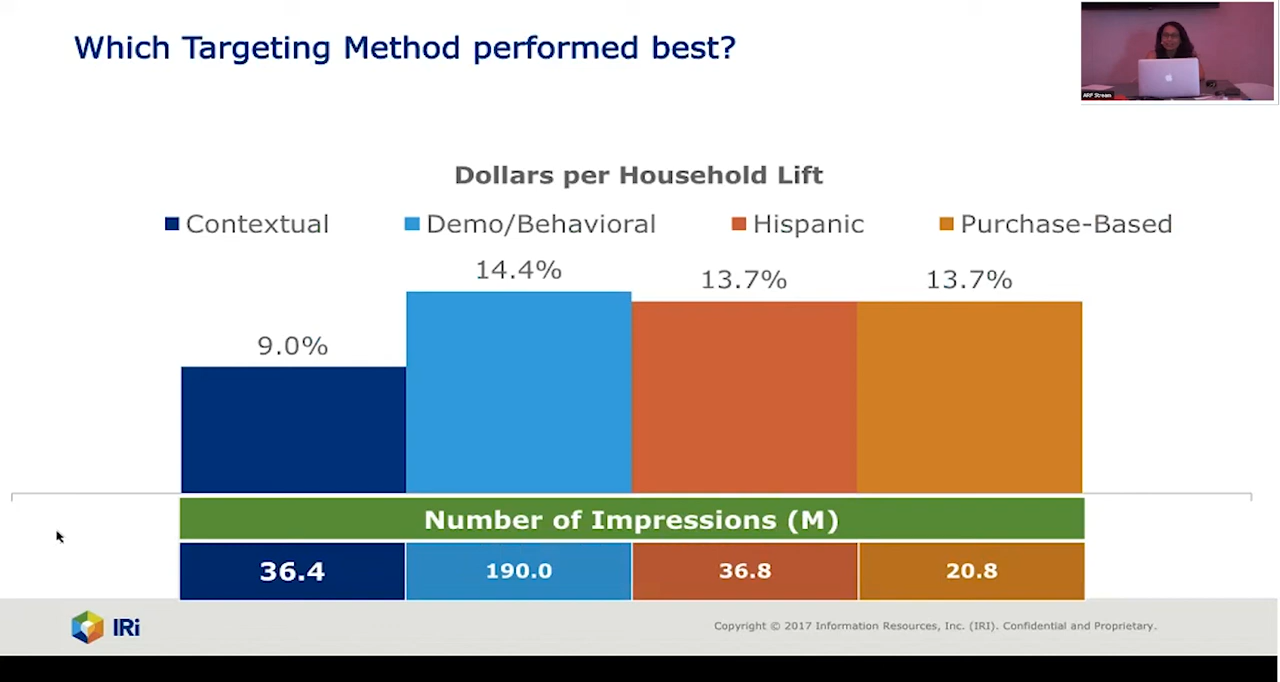 Which Targeting Method performed best?
ARF Stream
Dollars per Household Lift
Contextual Demo/Behavioral Hispanic Purchase-Based
9.0% 14.4% 13.7% 13.7%
Number of Impressions (M)
36.4 190.0 36.8 20.8
IRi
Copyright © 2017 Information Resources, Inc. (IRI). Confidential and Proprietary.